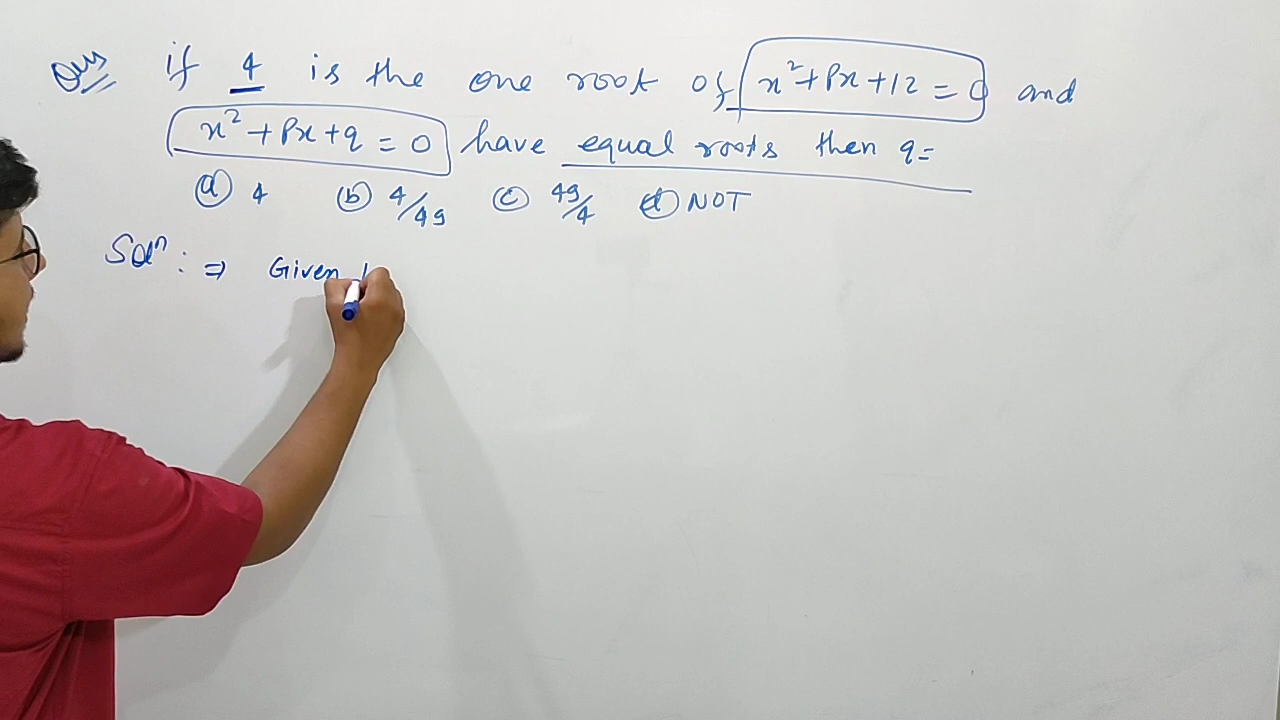 Qus if 4 is the one root of x²+Px+12=0 and
x²+Px+q=0 have equal roots then q=
(a) 4 (b) 4/49 (c) 49/4 (d) NOT
Solⁿ: ⇒ Given